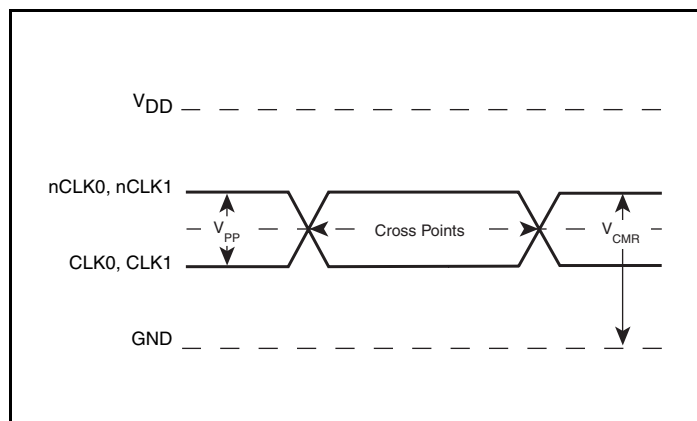 VDD
nCLK0, nCLK1
VPP
Cross Points
VCMR
CLK0, CLK1
GND